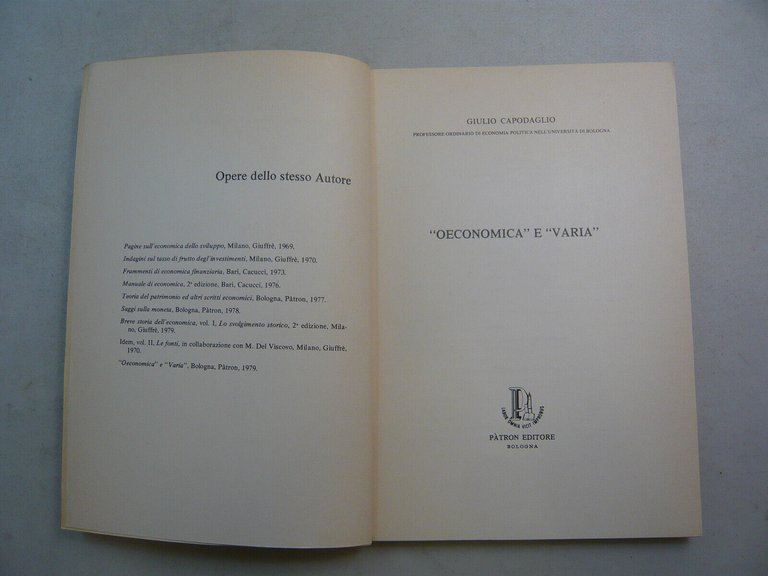 Opere dello stesso Autore
Pagine sull'economica dello sviluppo, Milano, Giuffrè, 1969.
Indagini sul tasso di frutto degl'investimenti, Milano, Giuffrè, 1970.
Frammenti di economica finanziaria, Bari, Cacucci, 1973.
Manuale di economica, 2ª edizione, Bari, Cacucci, 1976.
Teoria del patrimonio ed altri scritti economici, Bologna, Pàtron, 1977.
Saggi sulla moneta, Bologna, Pàtron, 1978.
Breve storia dell'economica, vol. I, Lo svolgimento storico, 2ª edizione, Mila-
no, Giuffrè, 1979.
Idem, vol. II, Le fonti, in collaborazione con M. Del Viscovo, Milano, Giuffrè,
1970.
"Oeconomica" e "Varia", Bologna, Pàtron, 1979.
GIULIO CAPODAGLIO
PROFESSORE ORDINARIO DI ECONOMIA POLITICA NELL'UNIVERSITÀ DI BOLOGNA
"OECONOMICA" E "VARIA"
LABOR OMNIA VICIT IMPROBUS
PÀTRON EDITORE
BOLOGNA